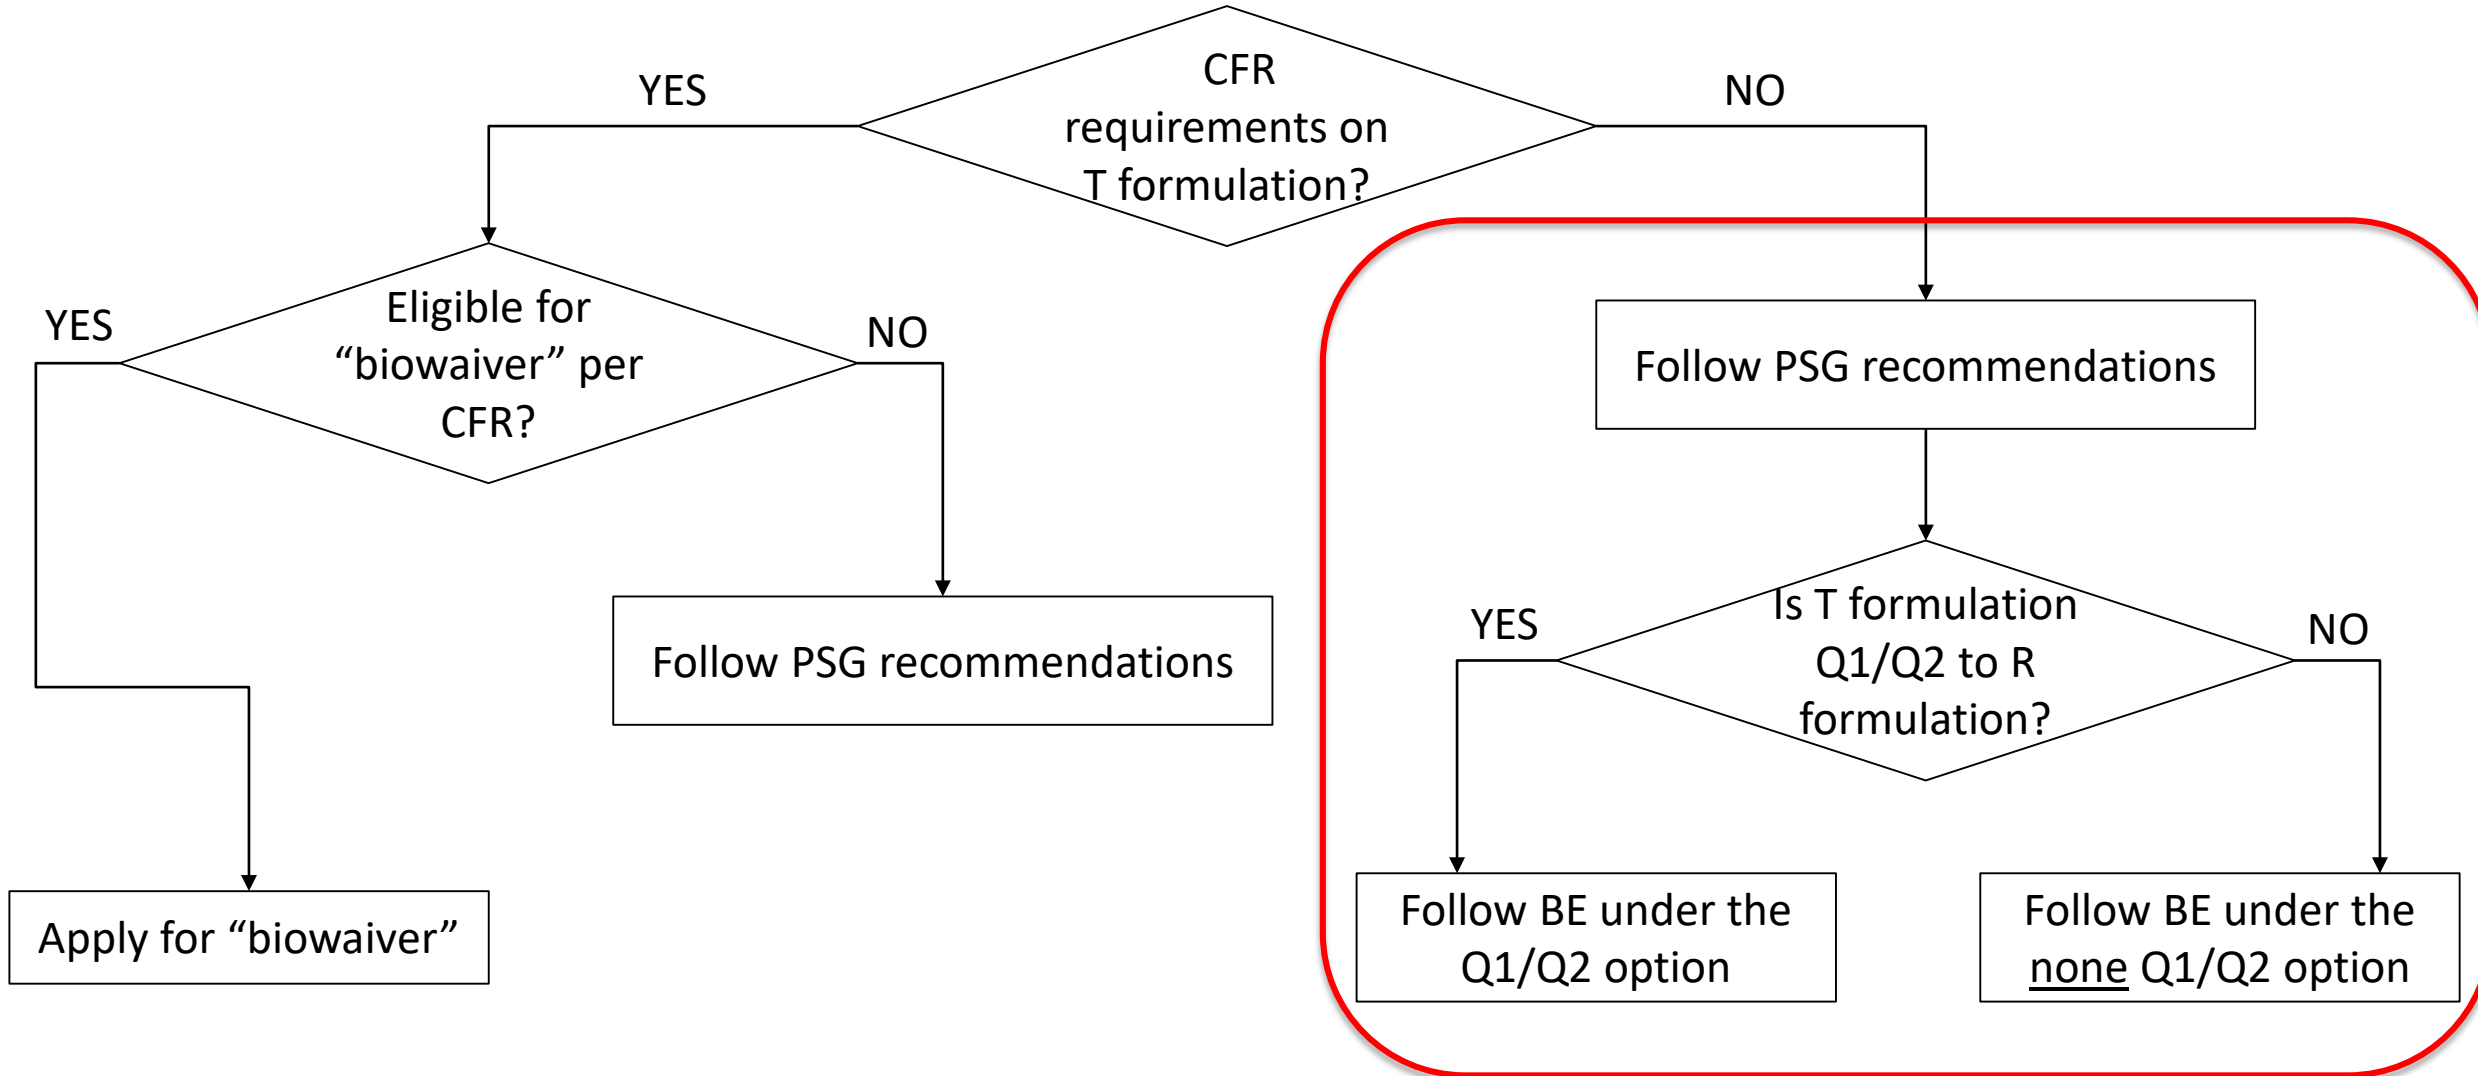 CFR
requirements on
T formulation?
YES
NO
Eligible for
“biowaiver” per
CFR?
YES
NO
Follow PSG recommendations
Apply for “biowaiver”
Follow PSG recommendations
Is T formulation
Q1/Q2 to R
formulation?
YES
NO
Follow BE under the
Q1/Q2 option
Follow BE under the
none Q1/Q2 option